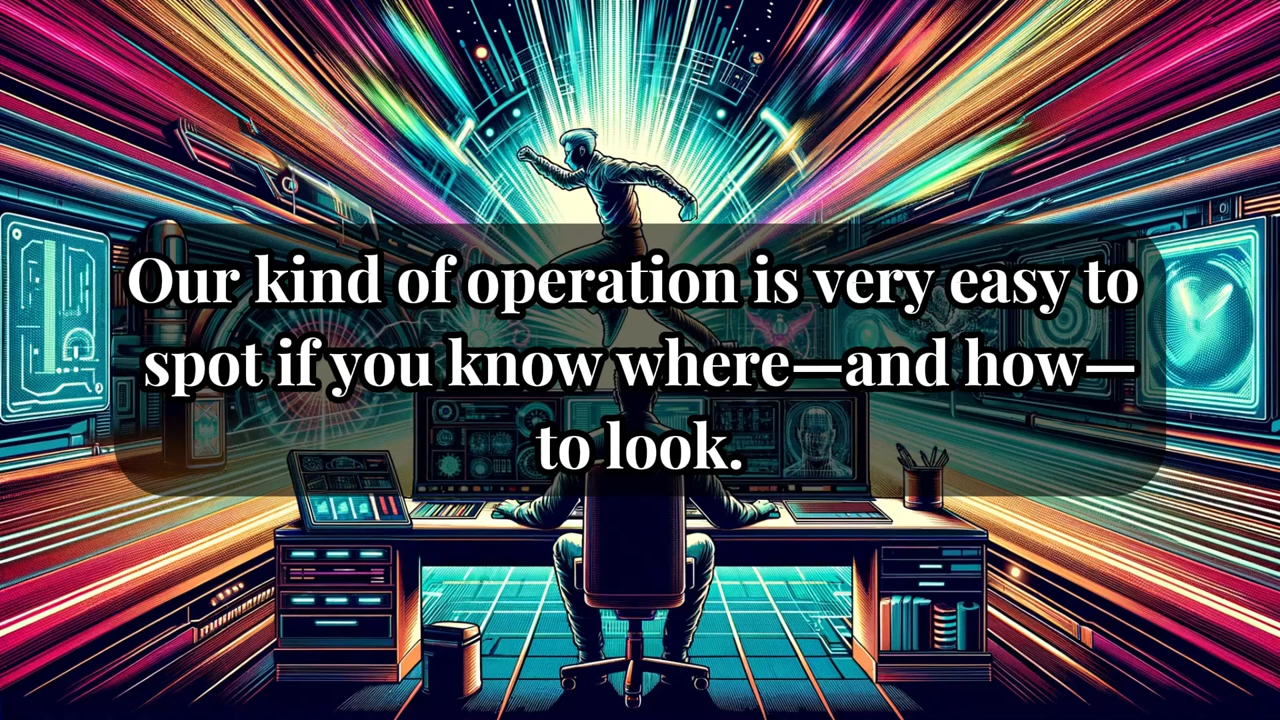 Our kind of operation is very easy to
spot if you know where—and how—
to look.